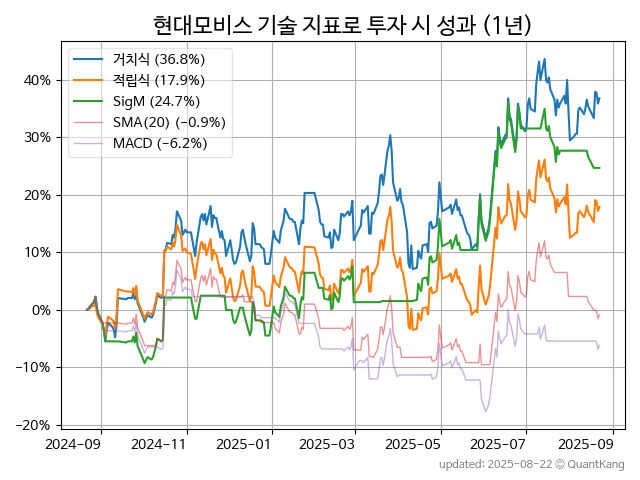 현대모비스 기술 지표로 투자 시 성과 (1년)
거치식 (36.8%)
적립식 (17.9%)
SigM (24.7%)
SMA(20) (−0.9%)
MACD (−6.2%)
40%
30%
20%
10%
0%
−10%
−20%
2024-09
2024-11
2025-01
2025-03
2025-05
2025-07
2025-09
updated: 2025-08-22 © QuantKang